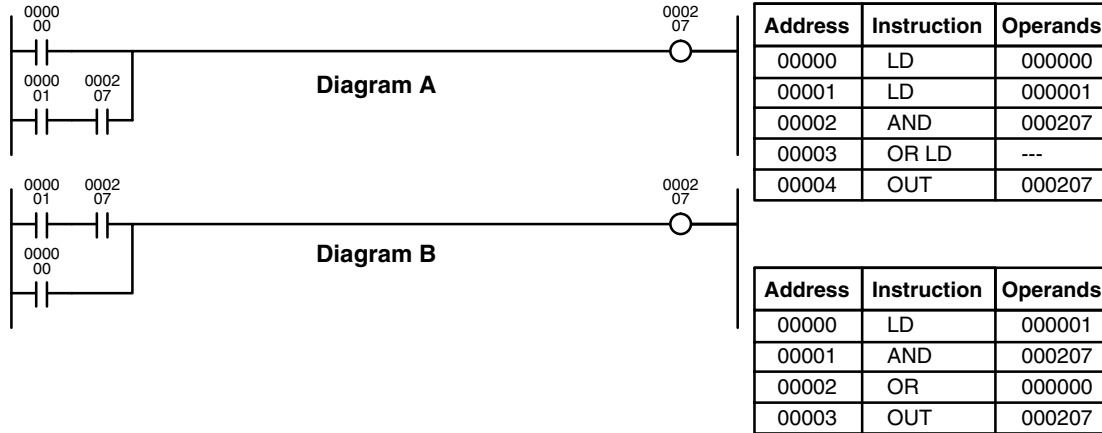 0000
00
0002
07
0000
01
0002
07
Diagram A
0000
01
0002
07
0002
07
0000
00
Diagram B
Address Instruction Operands
00000 LD 000000
00001 LD 000001
00002 AND 000207
00003 OR LD ---
00004 OUT 000207
Address Instruction Operands
00000 LD 000001
00001 AND 000207
00002 OR 000000
00003 OUT 000207